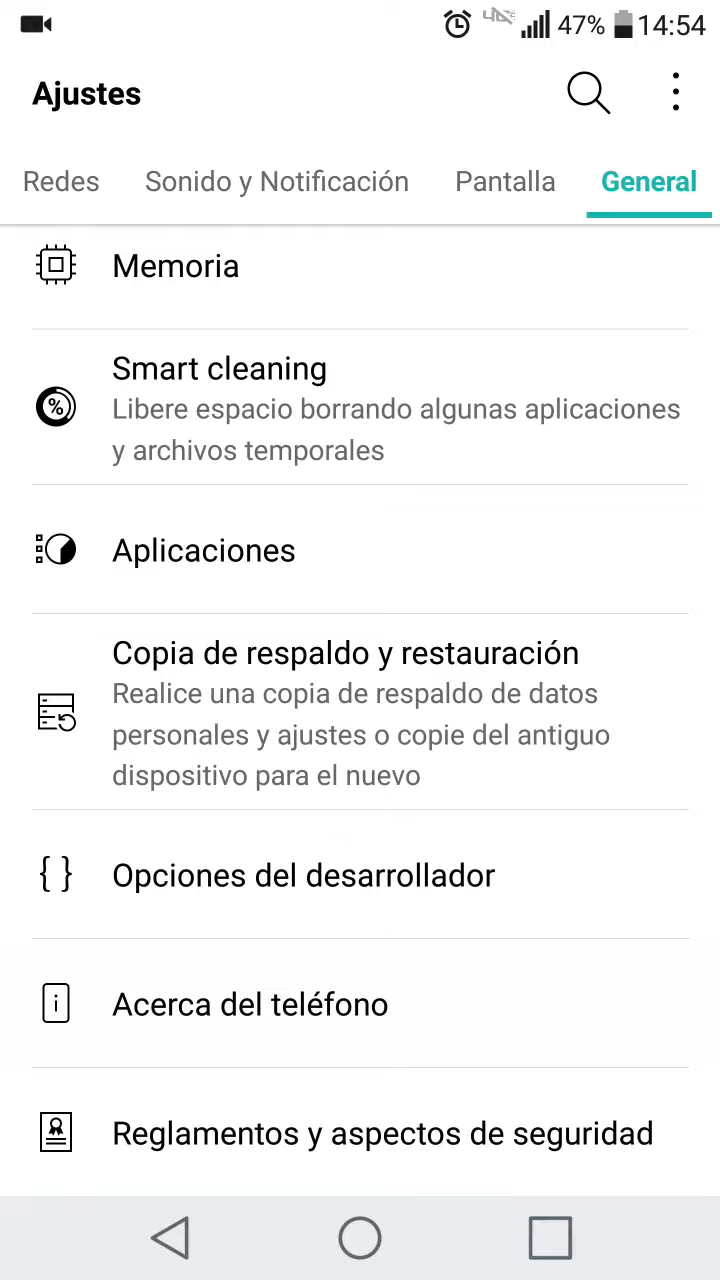 47% 14:54
Ajustes
Redes Sonido y Notificación Pantalla General
Memoria
Smart cleaning
%
Libere espacio borrando algunas aplicaciones
y archivos temporales
Aplicaciones
Copia de respaldo y restauración
Realice una copia de respaldo de datos
personales y ajustes o copie del antiguo
dispositivo para el nuevo
{ } Opciones del desarrollador
i Acerca del teléfono
Reglamentos y aspectos de seguridad